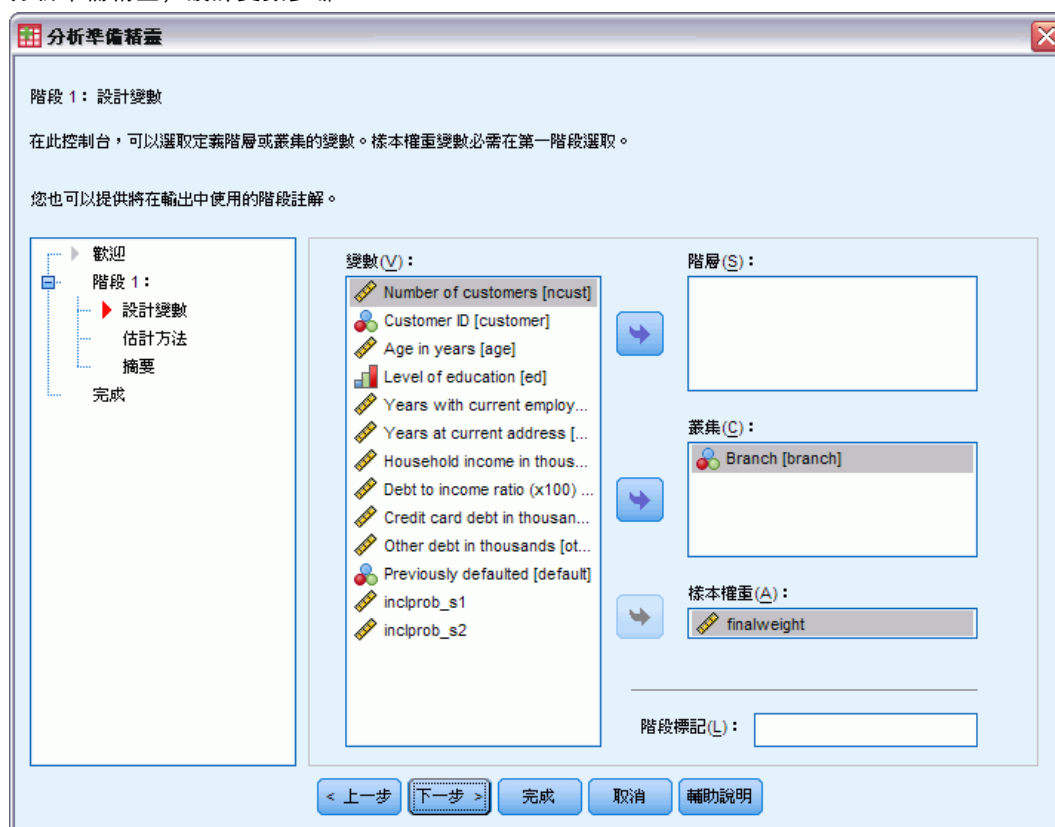 分析準備精靈
階段 1：設計變數
在此控制台，可以選取定義階層或叢集的變數。樣本權重變數必需在第一階段選取。
您也可以提供將在輸出中使用的階段註解。
歡迎
階段 1：
設計變數
估計方法
摘要
完成
變數(V)：
Number of customers [ncust]
Customer ID [customer]
Age in years [age]
Level of education [ed]
Years with current employ...
Years at current address [...
Household income in thous...
Debt to income ratio (x100) ...
Credit card debt in thousan...
Other debt in thousands [ot...
Previously defaulted [default]
inclprob_s1
inclprob_s2
階層(S)：
叢集(C)：
Branch [branch]
樣本權重(A)：
finalweight
階段標記(L)：
< 上一步 下一步 > 完成 取消 輔助說明